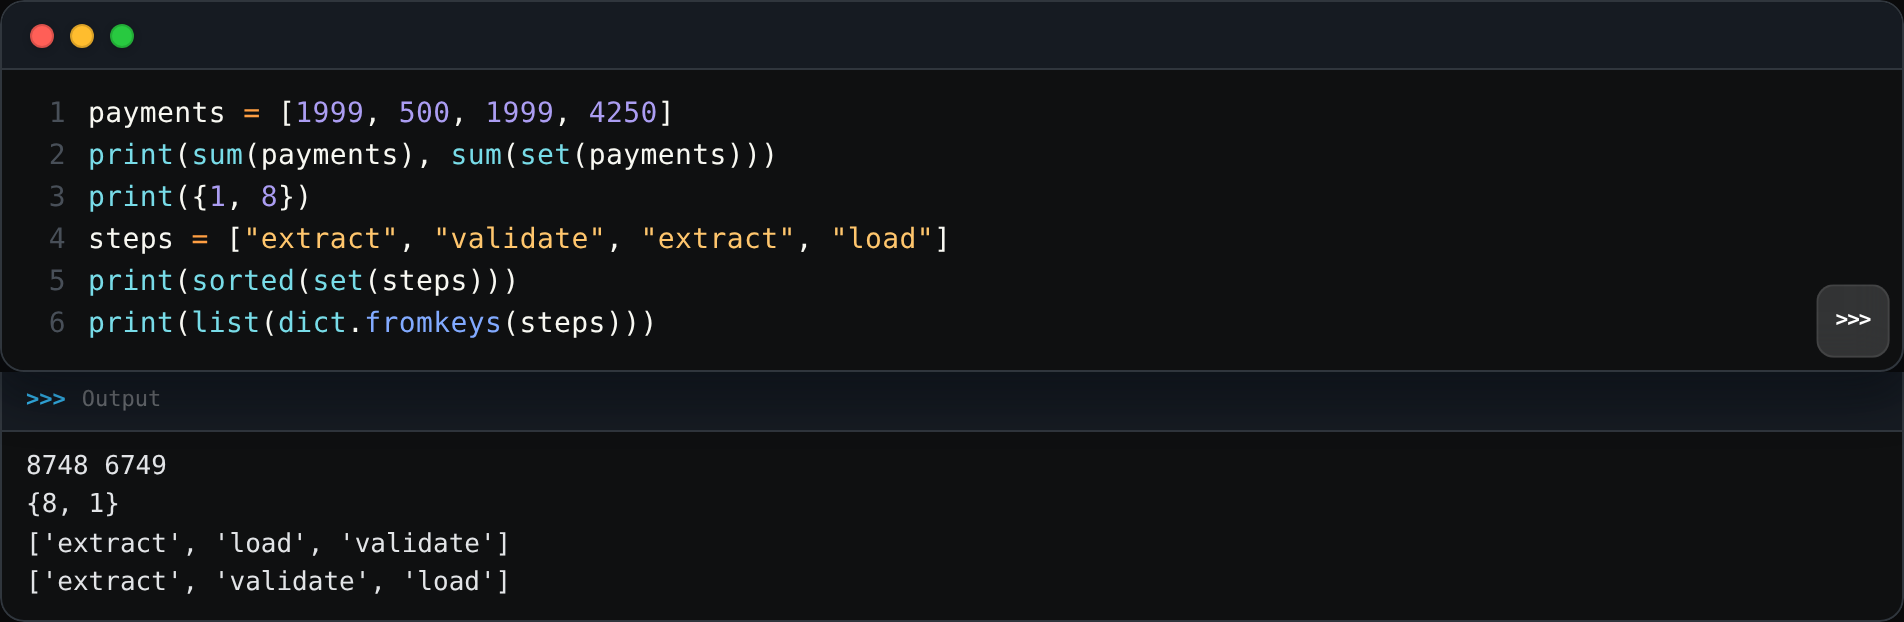 1 payments = [1999, 500, 1999, 4250]
2 print(sum(payments), sum(set(payments)))
3 print({1, 8})
4 steps = ["extract", "validate", "extract", "load"]
5 print(sorted(set(steps)))
6 print(list(dict.fromkeys(steps)))
>>>
>>> Output
8748 6749
{8, 1}
['extract', 'load', 'validate']
['extract', 'validate', 'load']